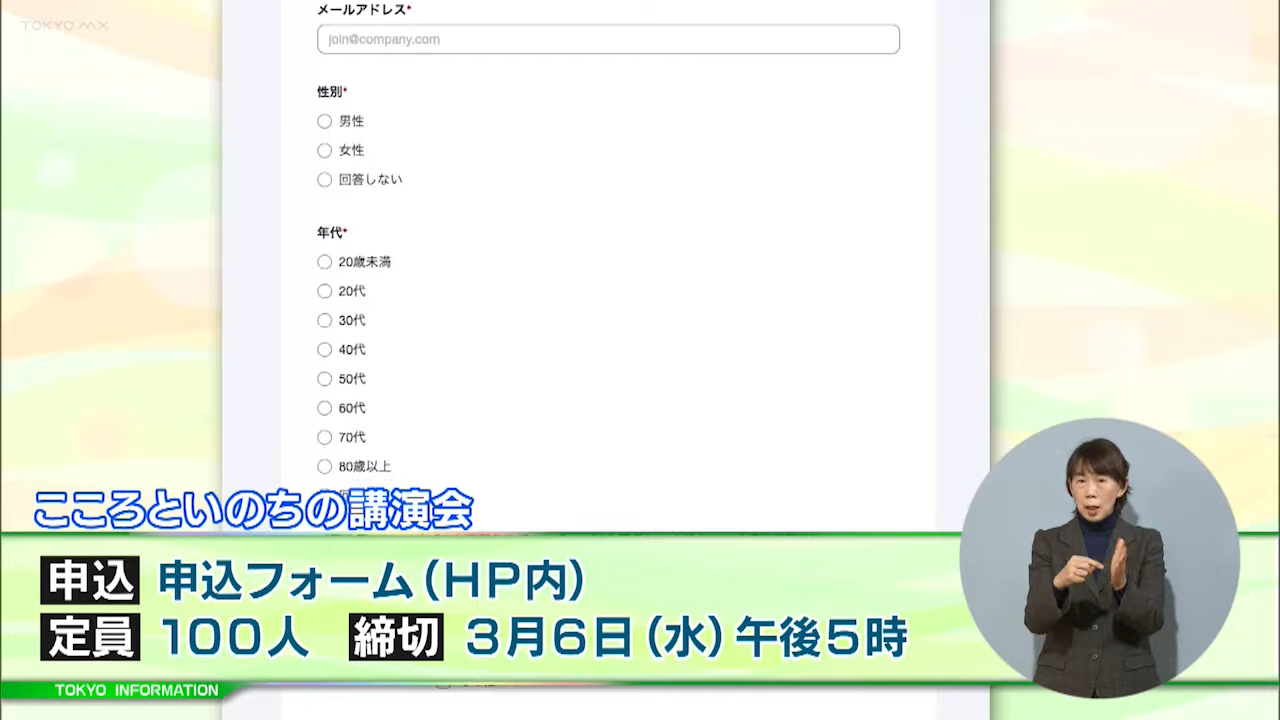 TOKYO MX
メールアドレス*
join@company.com
性別*
男性
女性
回答しない
年代*
20歳未満
20代
30代
40代
50代
60代
70代
80歳以上
こころといのちの講演会
申込 申込フォーム(HP内)
定員 100人 締切 3月6日(水)午後5時
TOKYO INFORMATION